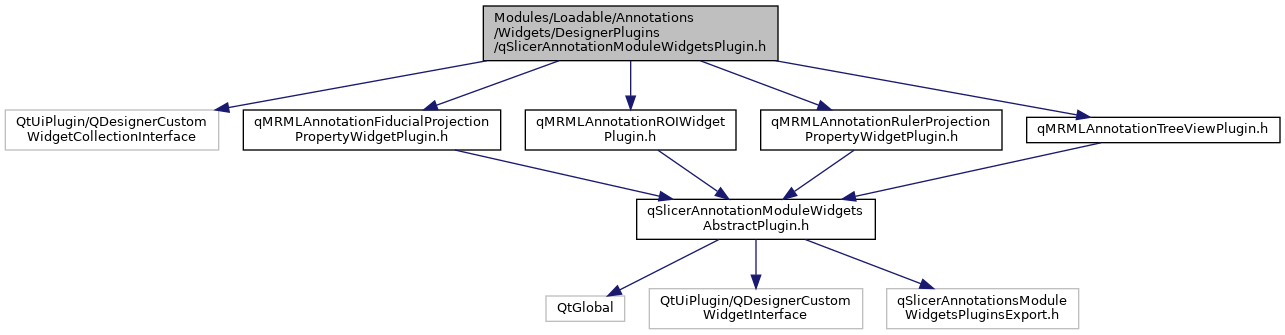 Modules/Loadable/Annotations
/Widgets/DesignerPlugins
/qSlicerAnnotationModuleWidgetsPlugin.h
QtUiPlugin/QDesignerCustom
WidgetCollectionInterface
qMRMLAnnotationFiducialProjection
PropertyWidgetPlugin.h
qMRMLAnnotationROIWidget
Plugin.h
qMRMLAnnotationRulerProjection
PropertyWidgetPlugin.h
qMRMLAnnotationTreeViewPlugin.h
qSlicerAnnotationModuleWidgets
AbstractPlugin.h
QtGlobal
QtUiPlugin/QDesignerCustom
WidgetInterface
qSlicerAnnotationsModule
WidgetsPluginsExport.h